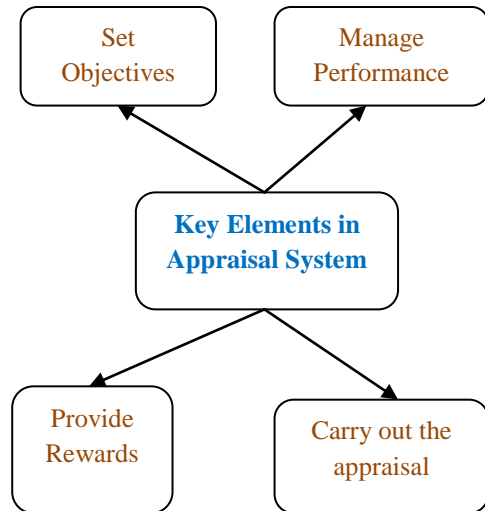 Set
Objectives
Manage
Performance
Key Elements in
Appraisal System
Provide
Rewards
Carry out the
appraisal